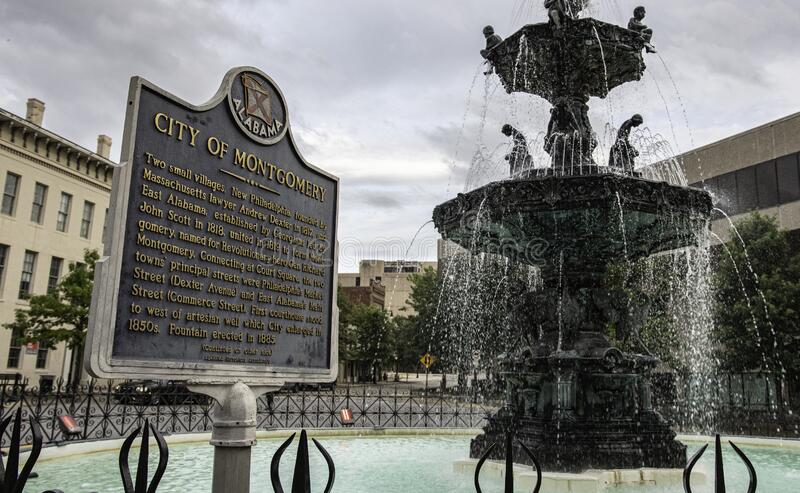 ALABAMA
CITY OF MONTGOMERY
Two small villages, New Philadelphia, founded by
Massachusetts lawyer Andrew Dexter in 1817, and
East Alabama, established by Georgian
John Scott in 1818, united in 1819 to form Mont-
gomery, named for Revolutionary hero Gen. Richard
Montgomery. Connecting at Court Square, the two
towns' principal streets were Philadelphia's Market
Street (Dexter Avenue) and East Alabama's Main
Street (Commerce Street). First courthouse stood
to west of artesian well which City enlarged in
1850s. Fountain erected in 1885
dreamstime